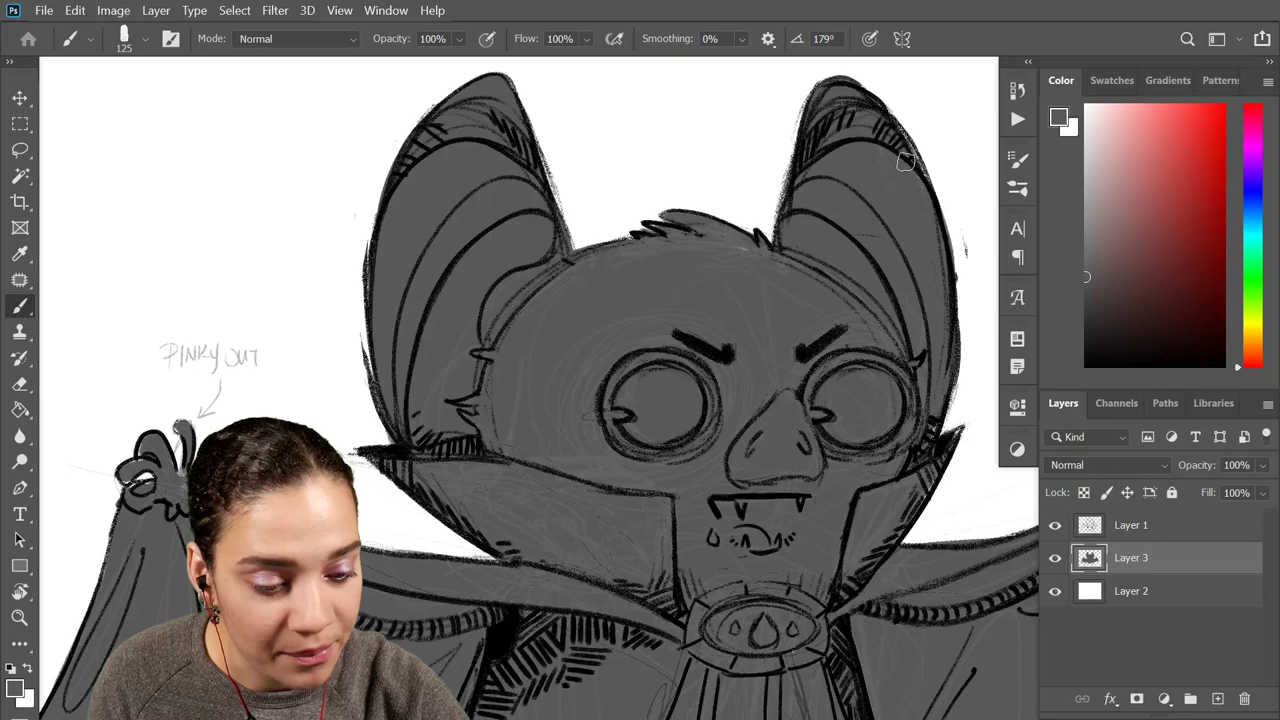 Ps File Edit Image Layer Type Select Filter 3D View Window Help
125 Mode: Normal Opacity: 100% Flow: 100% Smoothing: 0% 179°
Color Swatches Gradients Pattern
PINKY OUT
Layers Channels Paths Libraries
Kind
Normal Opacity: 100%
Lock: Fill: 100%
Layer 1
Layer 3
Layer 2